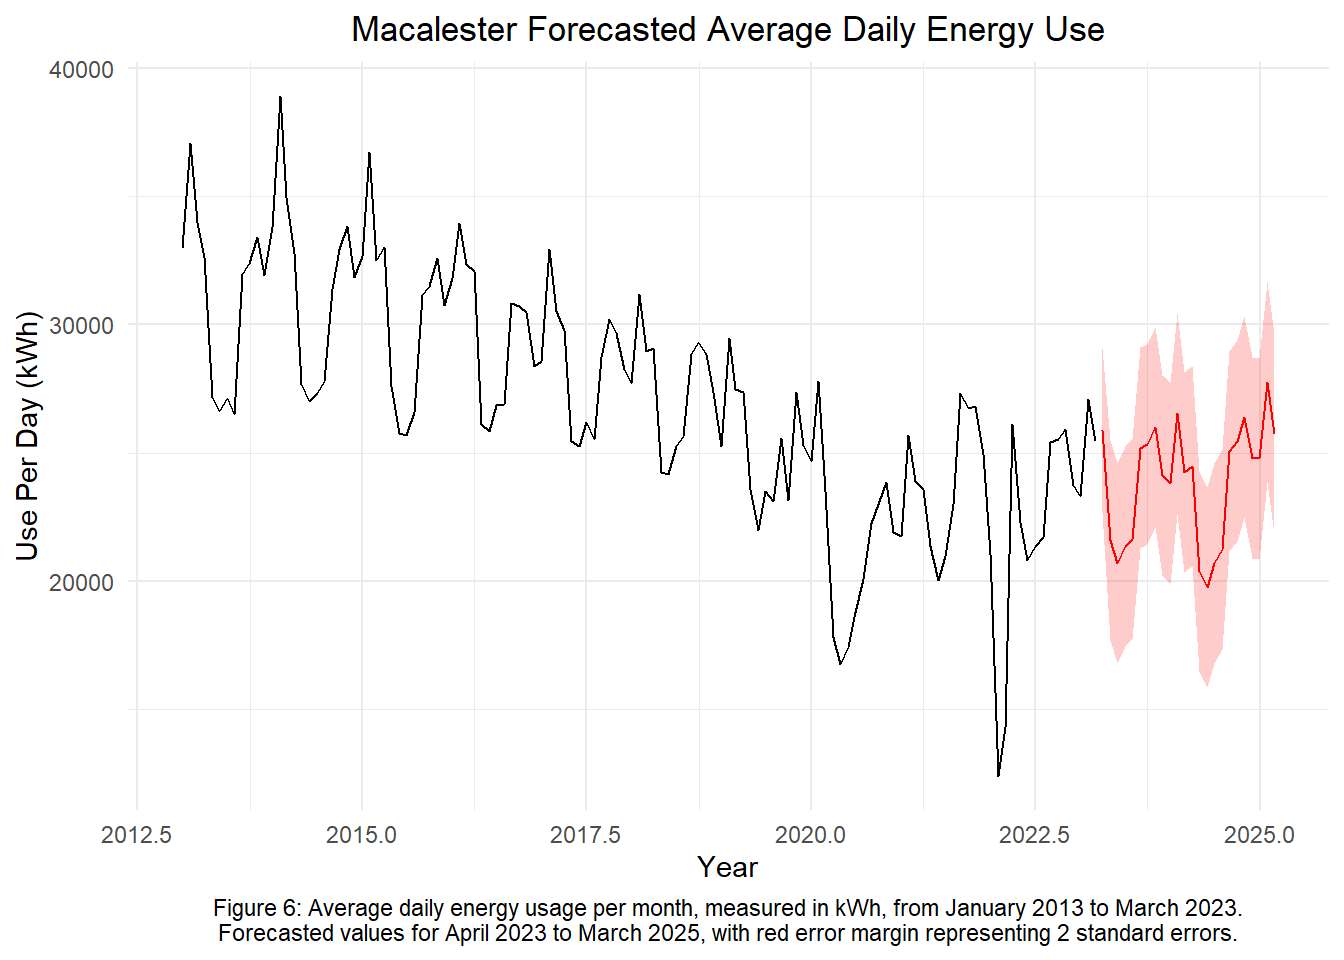 Macalester Forecasted Average Daily Energy Use
40000
30000
20000
Use Per Day (kWh)
2012.5 2015.0 2017.5 2020.0 2022.5 2025.0
Year
Figure 6: Average daily energy usage per month, measured in kWh, from January 2013 to March 2023.
Forecasted values for April 2023 to March 2025, with red error margin representing 2 standard errors.